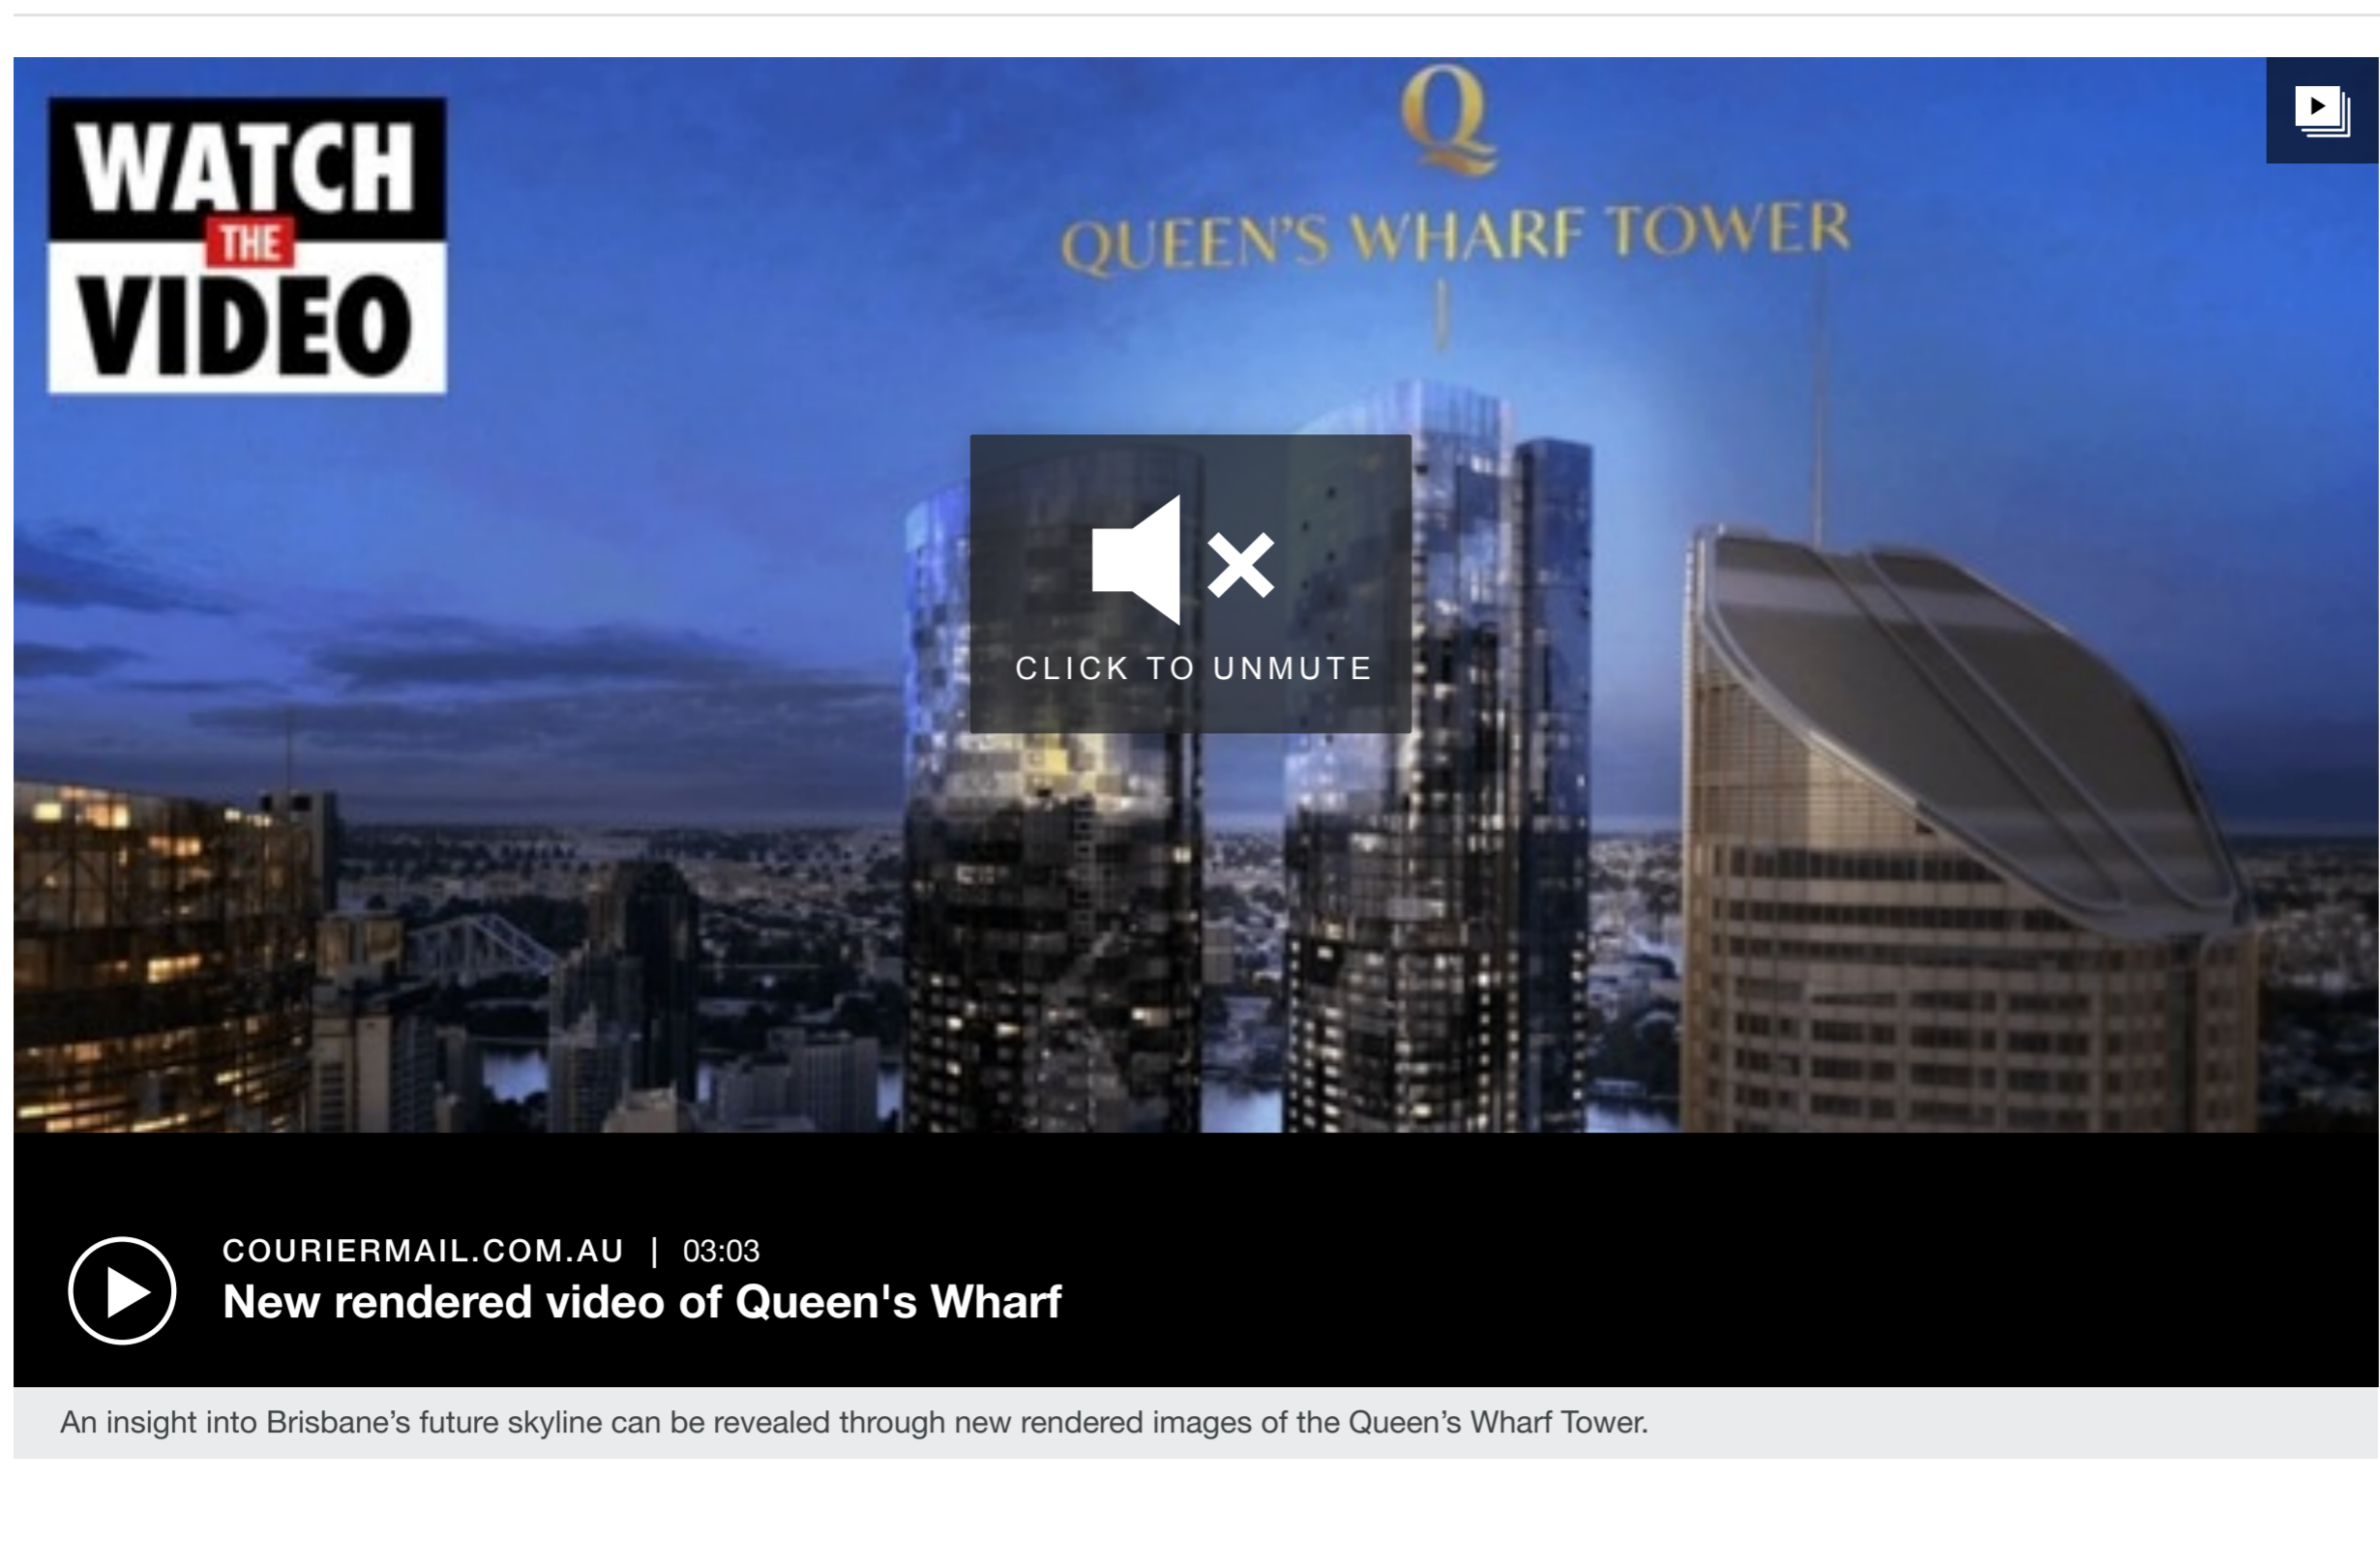 WATCH
THE
VIDEO
Q
QUEEN'S WHARF TOWER
CLICK TO UNMUTE
COURIERMAIL.COM.AU | 03:03
New rendered video of Queen's Wharf
An insight into Brisbane’s future skyline can be revealed through new rendered images of the Queen’s Wharf Tower.